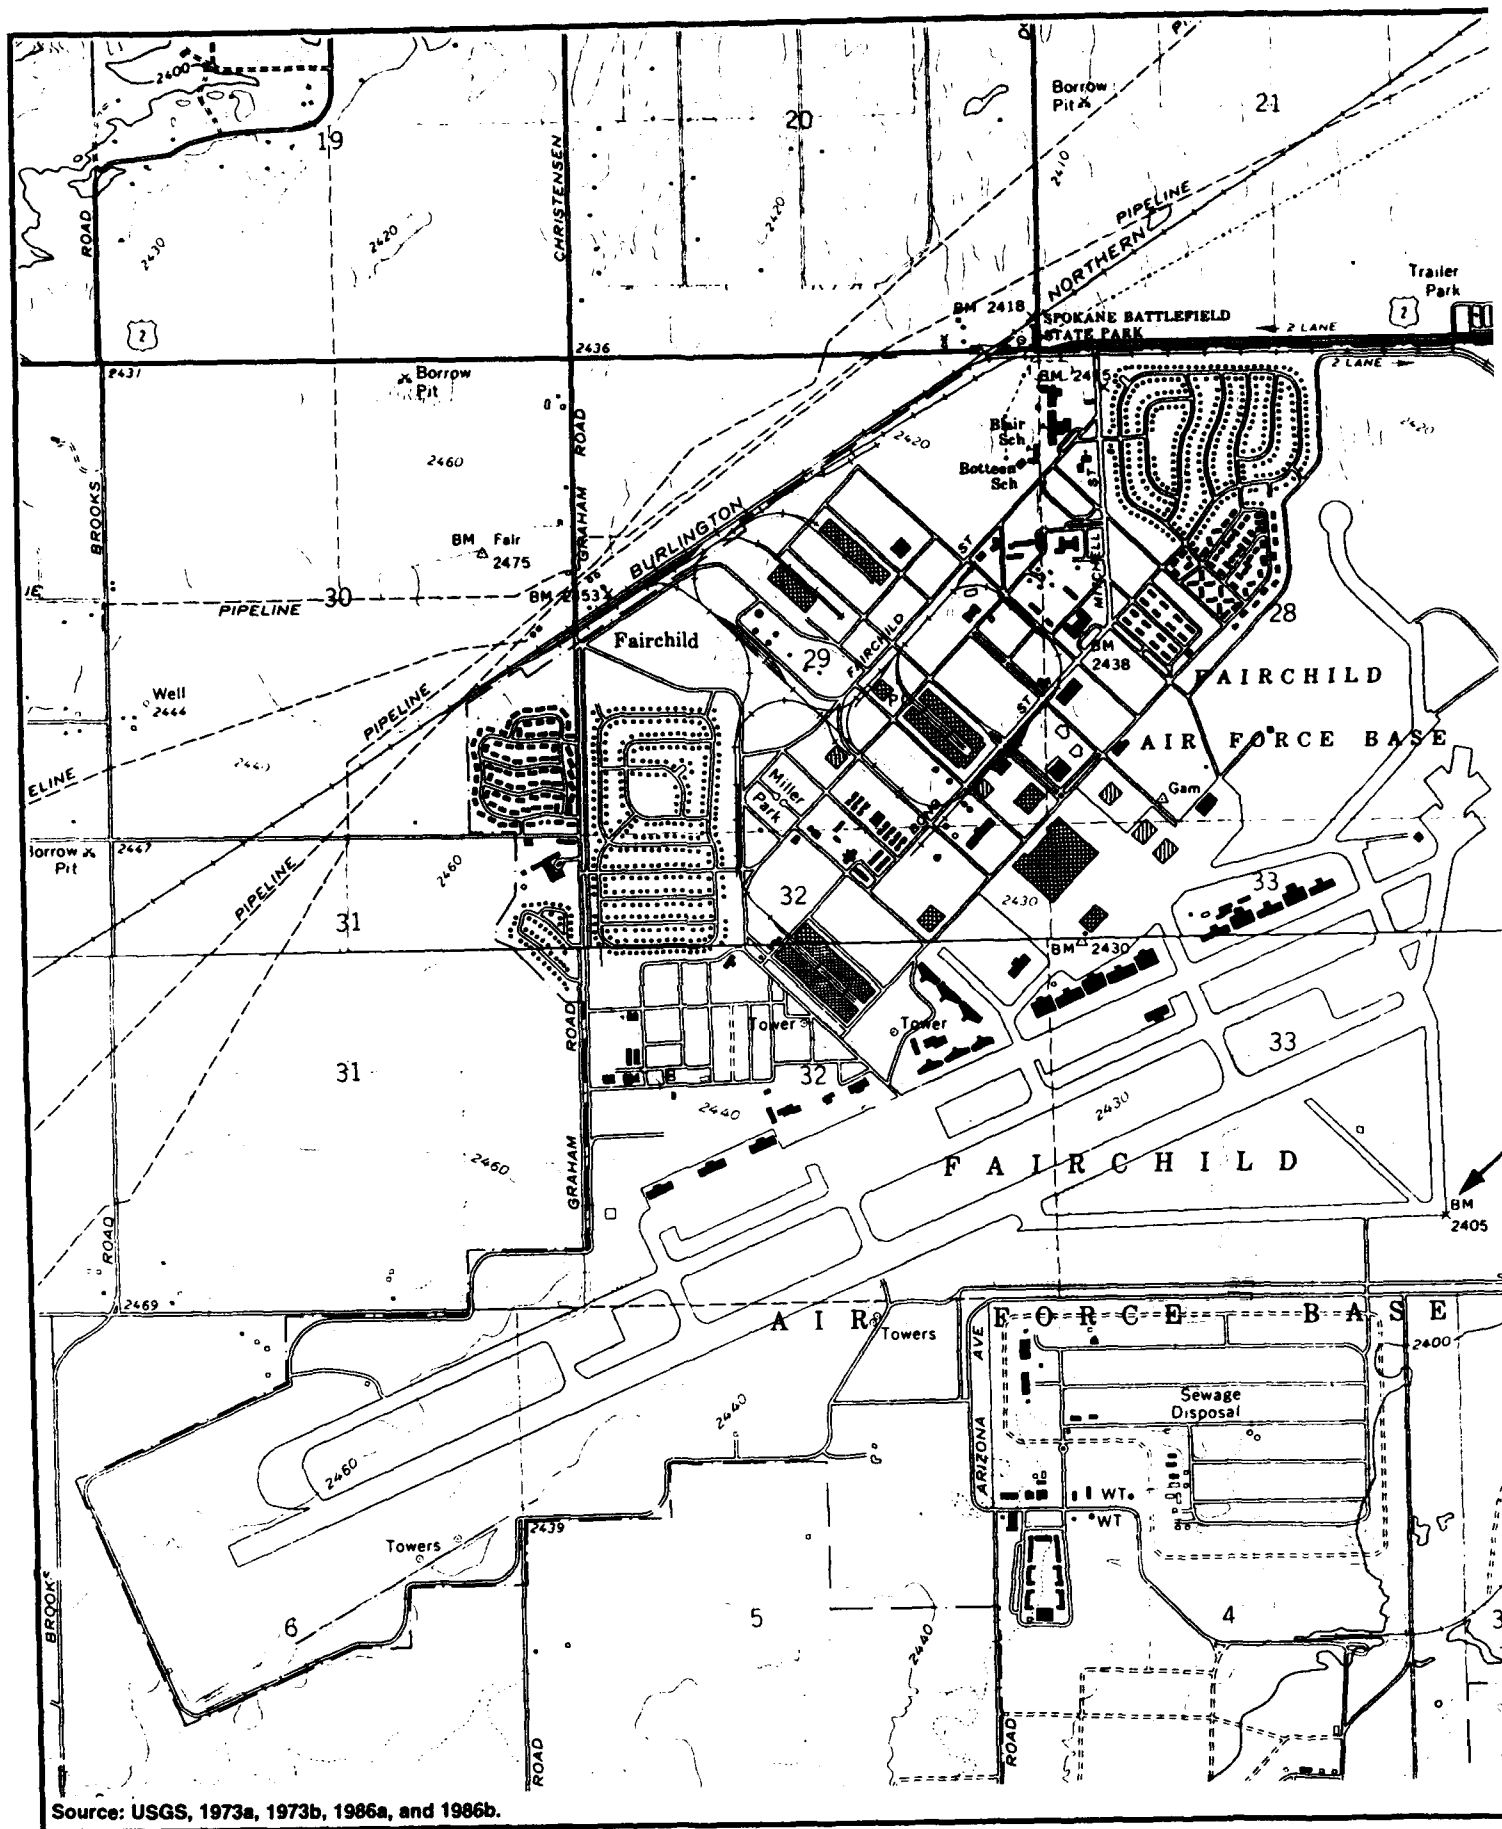 2400
Borrow
Pit
21
19
20
ROAD
CHRISTENSEN
2410
PIPELINE
2430
2420
2420
NORTHERN
Trailer
Park
BM 2418
SPOKANE BATTLEFIELD
STATE PARK
2
2
2 LANE
2436
2 LANE
2431
Borrow
Pit
ROAD
2420
Blair
Sch
2420
2460
Botteen
Sch
ST
BROOKS
GRAHAM
BURLINGTON
BM Fair
2475
ST
MITCHELL
PIPELINE
30
BM 2453
28
Fairchild
29
FAIRCHILD
BM
2438
FAIRCHILD
Well
2444
PIPELINE
ST
AIR FORCE BASE
2440
ELINE
Miller
Park
Gam
Borrow
Pit
2447
2460
PIPELINE
31
32
2430
33
BM 2430
ROAD
Tower
Tower
31
32
33
2440
2430
2460
GRAHAM
FAIRCHILD
BM
2405
ROAD
2469
AIR FORCE BASE
Towers
AVE
2400
2440
Sewage
Disposal
2460
ARIZONA
WT
WT
2439
Towers
BROOKS
6
5
4
3
2440
ROAD
ROAD
Source: USGS, 1973a, 1973b, 1986a, and 1986b.